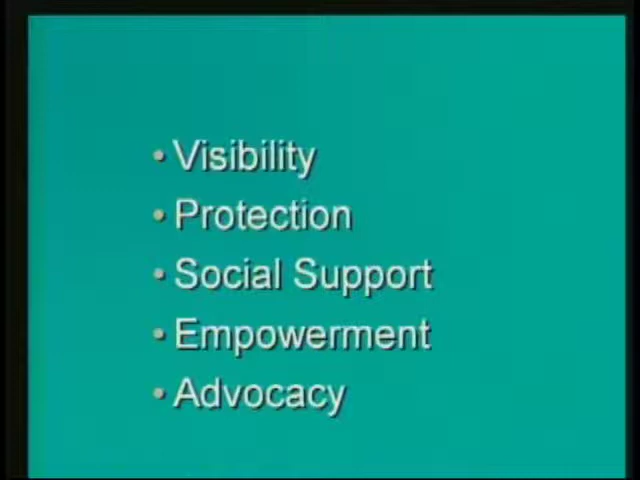 • Visibility
• Protection
• Social Support
• Empowerment
• Advocacy